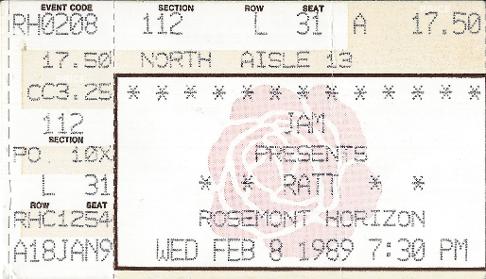 EVENT CODE SECTION ROW SEAT
RH0208 112 L 31 A 17.50
17.50 NORTH AISLE 13
CC3.25 * * * * * * * * * * * *
112 JAM
SECTION PRESENTS
PO 10X * * RATT * *
L 31 ROSEMONT HORIZON
ROW SEAT
RHC1254 WED FEB 8 1989 7:30 PM
A18JAN9